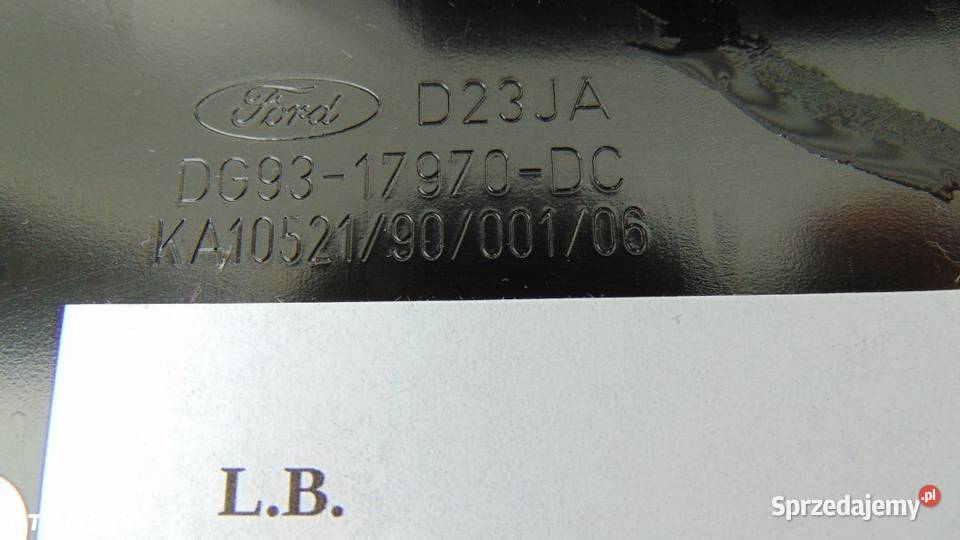 Ford D23JA
DG93-17970-DC
KA10521/90/001/06
L.B.
Sprzedajemy.pl